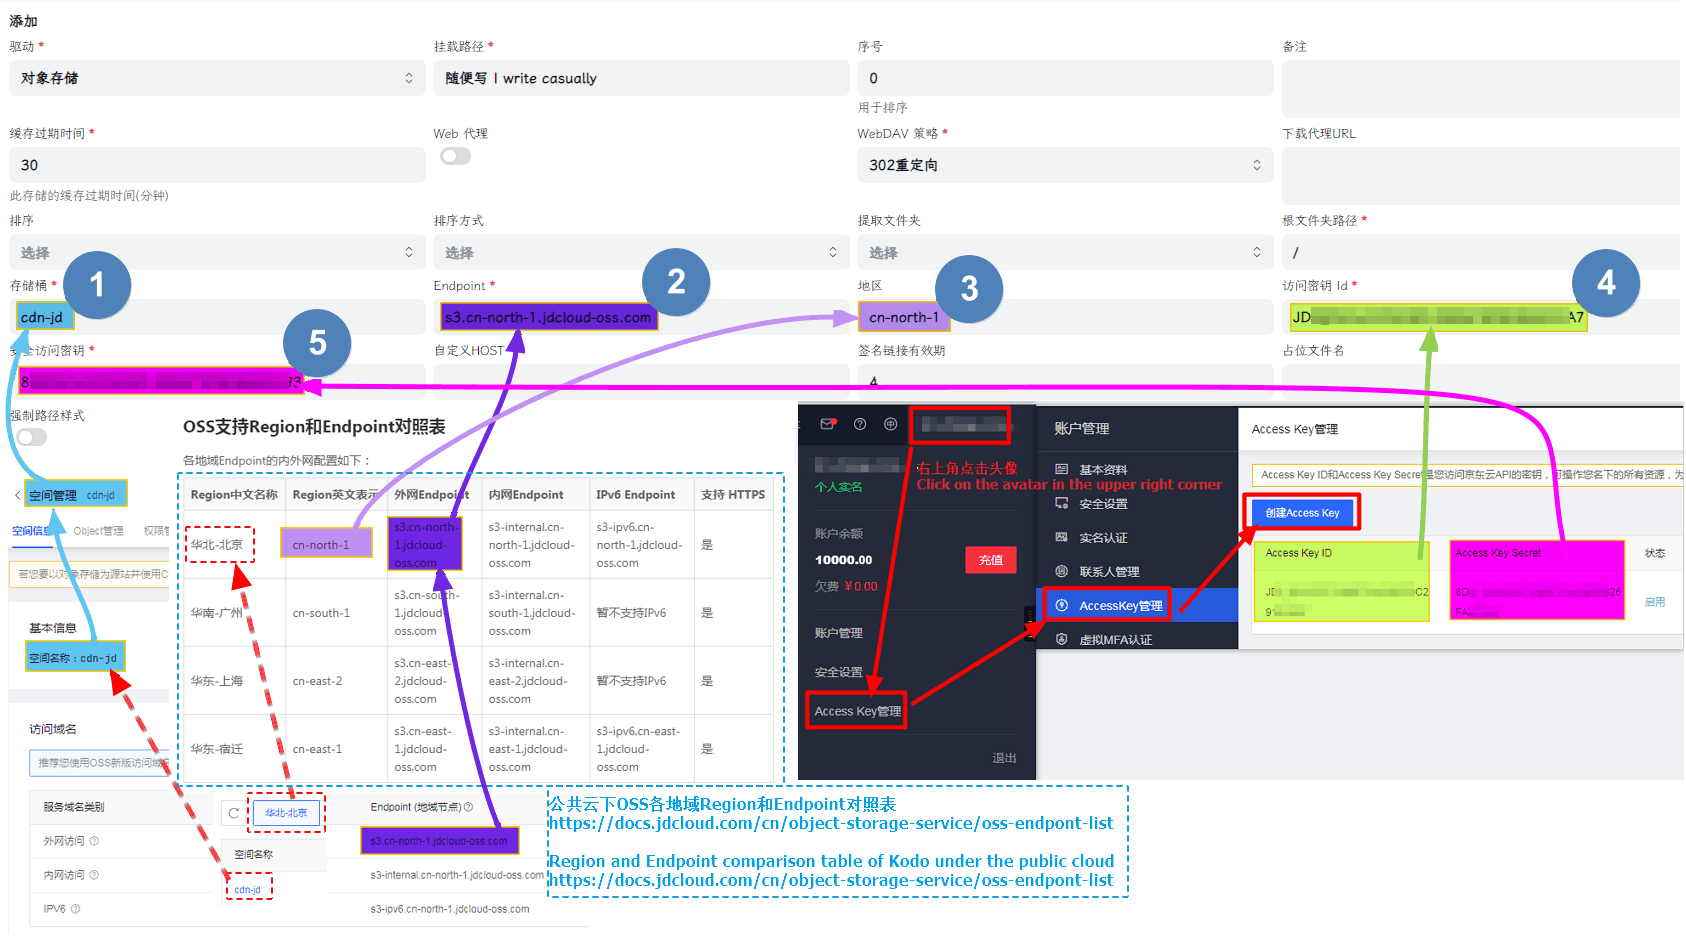 添加
驱动 *
挂载路径 *
序号
备注
对象存储
随便写 I write casually
0
用于排序
缓存过期时间 *
Web 代理
WebDAV 策略 *
下载代理URL
30
302重定向
此存储的缓存过期时间(分钟)
排序
排序方式
提取文件夹
根文件夹路径 *
选择
选择
选择
/
存储桶 *
1
Endpoint *
2
地区
3
访问密钥 Id *
4
cdn-jd
s3.cn-north-1.jdcloud-oss.com
cn-north-1
JD
A7
安全访问密钥 *
5
自定义HOST
签名链接有效期
占位文件名
8
4
强制路径样式
OSS支持Region和Endpoint对照表
各地域Endpoint的内外网配置如下：
Region中文名称
Region英文表示
外网Endpoint
内网Endpoint
IPv6 Endpoint
支持 HTTPS
华北-北京
cn-north-1
s3.cn-north-
1.jdcloud-
oss.com
s3-internal.cn-
north-1.jdcloud-
oss.com
s3-ipv6.cn-
north-1.jdcloud-
oss.com
是
华南-广州
cn-south-1
s3.cn-south-
1.jdcloud-
oss.com
s3-internal.cn-
south-1.jdcloud-
oss.com
暂不支持IPv6
是
华东-上海
cn-east-2
s3.cn-east-
2.jdcloud-
oss.com
s3-internal.cn-
east-2.jdcloud-
oss.com
暂不支持IPv6
是
华东-宿迁
cn-east-1
s3.cn-east-
1.jdcloud-
oss.com
s3-internal.cn-
east-1.jdcloud-
oss.com
s3-ipv6.cn-east-
1.jdcloud-
oss.com
是
空间管理 cdn-jd
空间信息
Object管理
权限管
若您要以对象存储为源站并使用C
基本信息
空间名称：cdn-jd
访问域名
推荐您使用OSS新版访问域
服务域名类别
外网访问
内网访问
IPV6
华北-北京
空间名称
cdn-jd
Endpoint (地域节点)
s3.cn-north-1.jdcloud-oss.com
s3-internal.cn-north-1.jdcloud-oss.com
s3-ipv6.cn-north-1.jdcloud-oss.com
公共云下OSS各地域Region和Endpoint对照表
https://docs.jdcloud.com/cn/object-storage-service/oss-endpont-list
Region and Endpoint comparison table of Kodo under the public cloud
https://docs.jdcloud.com/cn/object-storage-service/oss-endpont-list
中
右上角点击头像
Click on the avatar in the upper right corner
个人实名
账户余额
10000.00
充值
欠费 ￥0.00
账户管理
安全设置
Access Key管理
退出
账户管理
基本资料
安全设置
实名认证
联系人管理
AccessKey管理
虚拟MFA认证
Access Key管理
Access Key ID和Access Key Secret是您访问京东云API的密钥，可操作您名下的所有资源，为
创建Access Key
Access Key ID
Access Key Secret
状态
JD
C2
91
8D
26
FA
启用